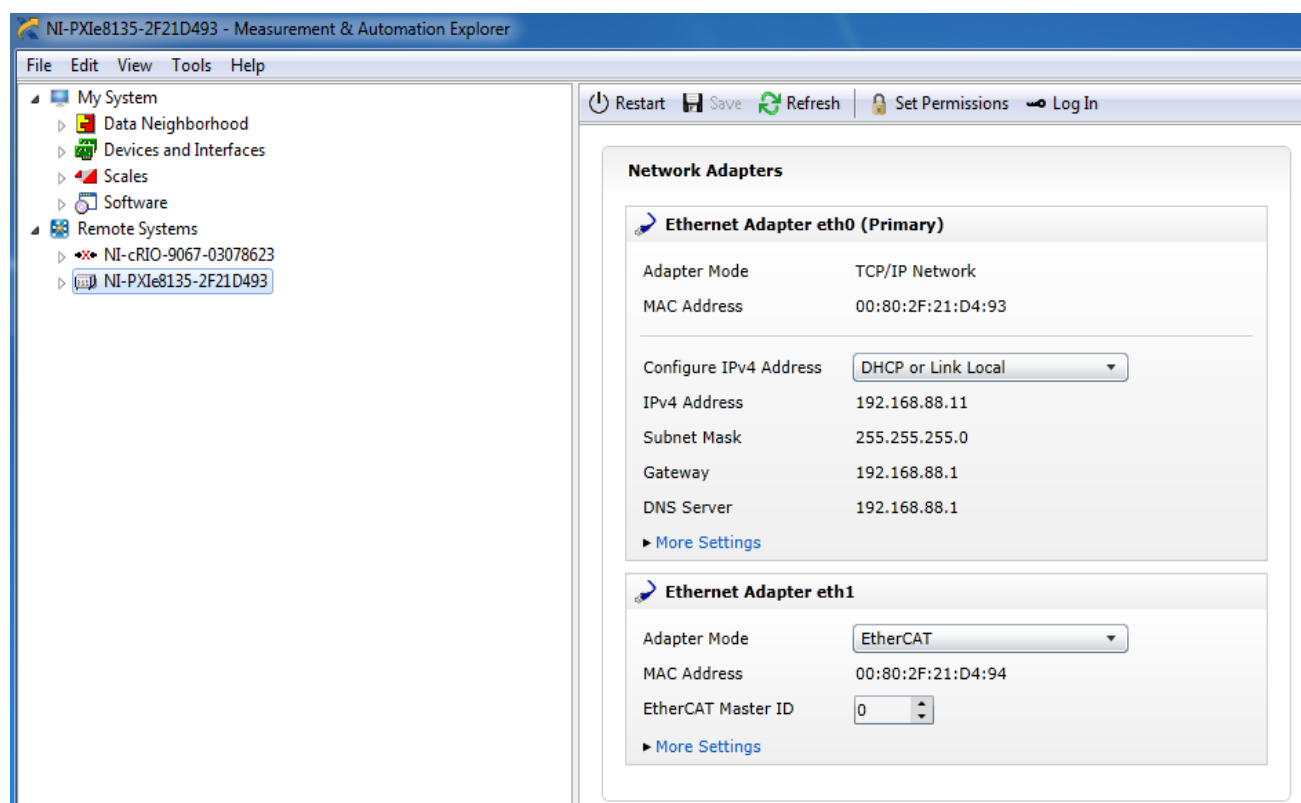 NI-PXIe8135-2F21D493 - Measurement & Automation Explorer
File Edit View Tools Help
My System
Data Neighborhood
Devices and Interfaces
Scales
Software
Remote Systems
NI-cRIO-9067-03078623
NI-PXIe8135-2F21D493
Restart Save Refresh Set Permissions Log In
Network Adapters
Ethernet Adapter eth0 (Primary)
Adapter Mode TCP/IP Network
MAC Address 00:80:2F:21:D4:93
Configure IPv4 Address DHCP or Link Local
IPv4 Address 192.168.88.11
Subnet Mask 255.255.255.0
Gateway 192.168.88.1
DNS Server 192.168.88.1
More Settings
Ethernet Adapter eth1
Adapter Mode EtherCAT
MAC Address 00:80:2F:21:D4:94
EtherCAT Master ID 0
More Settings